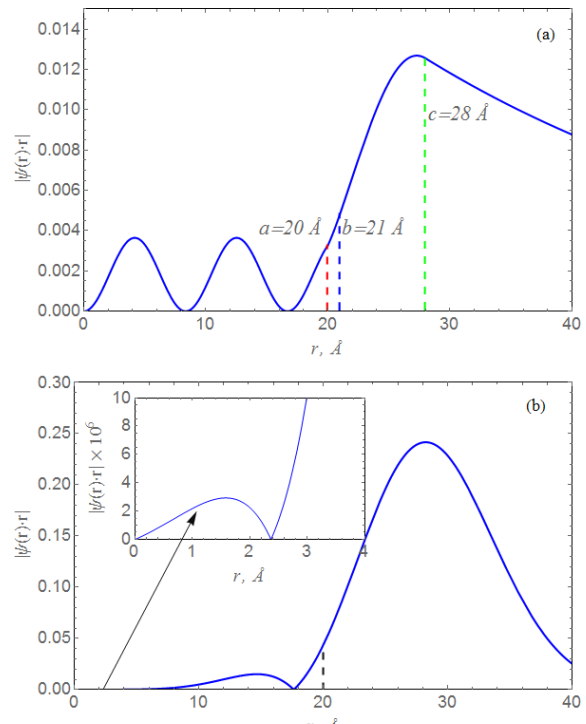 (a)
0.014
0.012
0.010
0.008
0.006
0.004
0.002
0.000
|ψ(r)·r|
a=20 Å
b=21 Å
c=28 Å
0 10 20 30 40
r, Å
(b)
0.30
0.25
0.20
0.15
0.10
0.05
0.00
|ψ(r)·r|
10
8
6
4
2
0
|ψ(r)·r| × 10⁶
0 1 2 3 4
r, Å
0 10 20 30 40